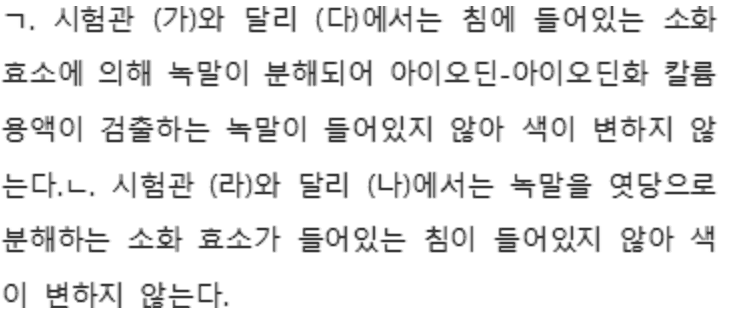 ㄱ. 시험관 (가)와 달리 (다)에서는 침에 들어있는 소화
효소에 의해 녹말이 분해되어 아이오딘-아이오딘화 칼륨
용액이 검출하는 녹말이 들어있지 않아 색이 변하지 않
는다.ㄴ. 시험관 (라)와 달리 (나)에서는 녹말을 엿당으로
분해하는 소화 효소가 들어있는 침이 들어있지 않아 색
이 변하지 않는다.